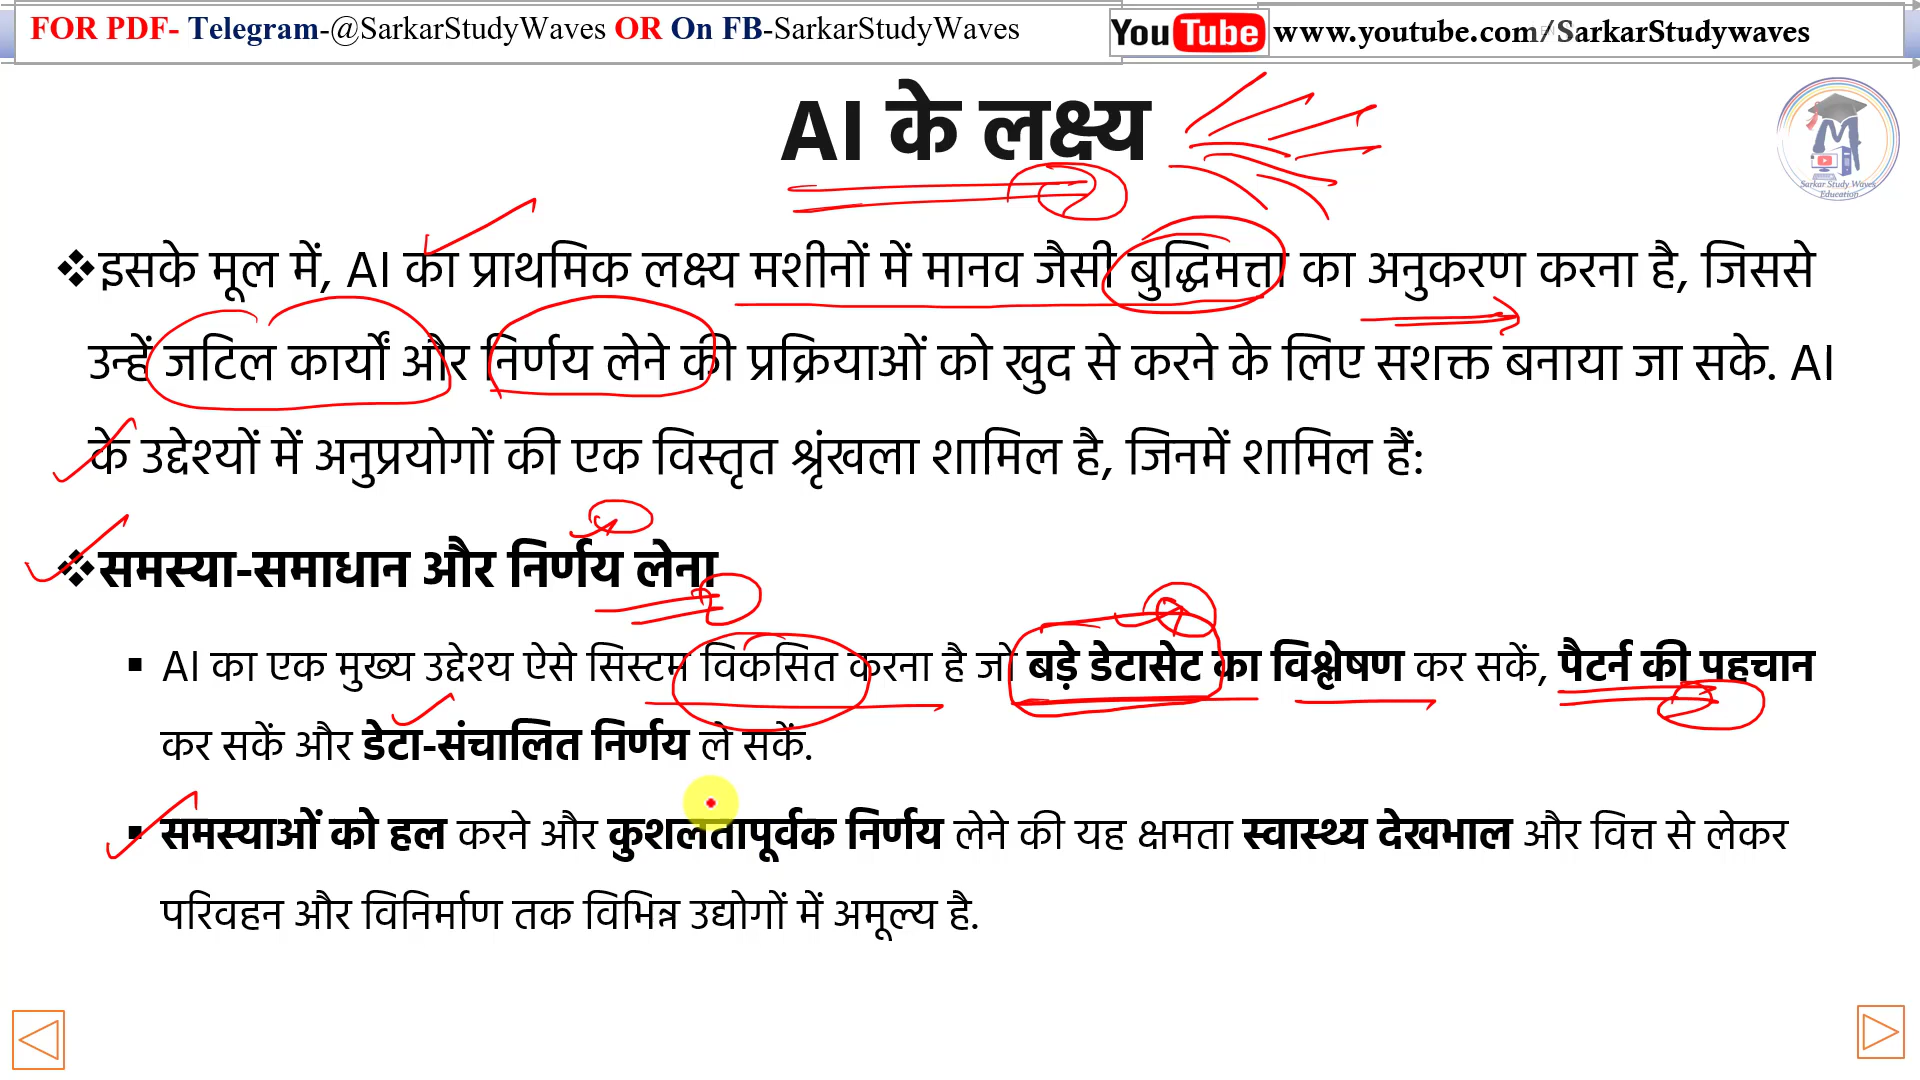 FOR PDF- Telegram-@SarkarStudyWaves OR On FB-SarkarStudyWaves
YouTube www.youtube.com/SarkarStudywaves
AI के लक्ष्य
Sarkar Study Waves
Education
❖इसके मूल में, AI का प्राथमिक लक्ष्य मशीनों में मानव जैसी बुद्धिमत्ता का अनुकरण करना है, जिससे
उन्हें जटिल कार्यों और निर्णय लेने की प्रक्रियाओं को खुद से करने के लिए सशक्त बनाया जा सके. AI
के उद्देश्यों में अनुप्रयोगों की एक विस्तृत श्रृंखला शामिल है, जिनमें शामिल हैं:
❖समस्या-समाधान और निर्णय लेना
▪ AI का एक मुख्य उद्देश्य ऐसे सिस्टम विकसित करना है जो बड़े डेटासेट का विश्लेषण कर सकें, पैटर्न की पहचान
कर सकें और डेटा-संचालित निर्णय ले सकें.
▪ समस्याओं को हल करने और कुशलतापूर्वक निर्णय लेने की यह क्षमता स्वास्थ्य देखभाल और वित्त से लेकर
परिवहन और विनिर्माण तक विभिन्न उद्योगों में अमूल्य है.